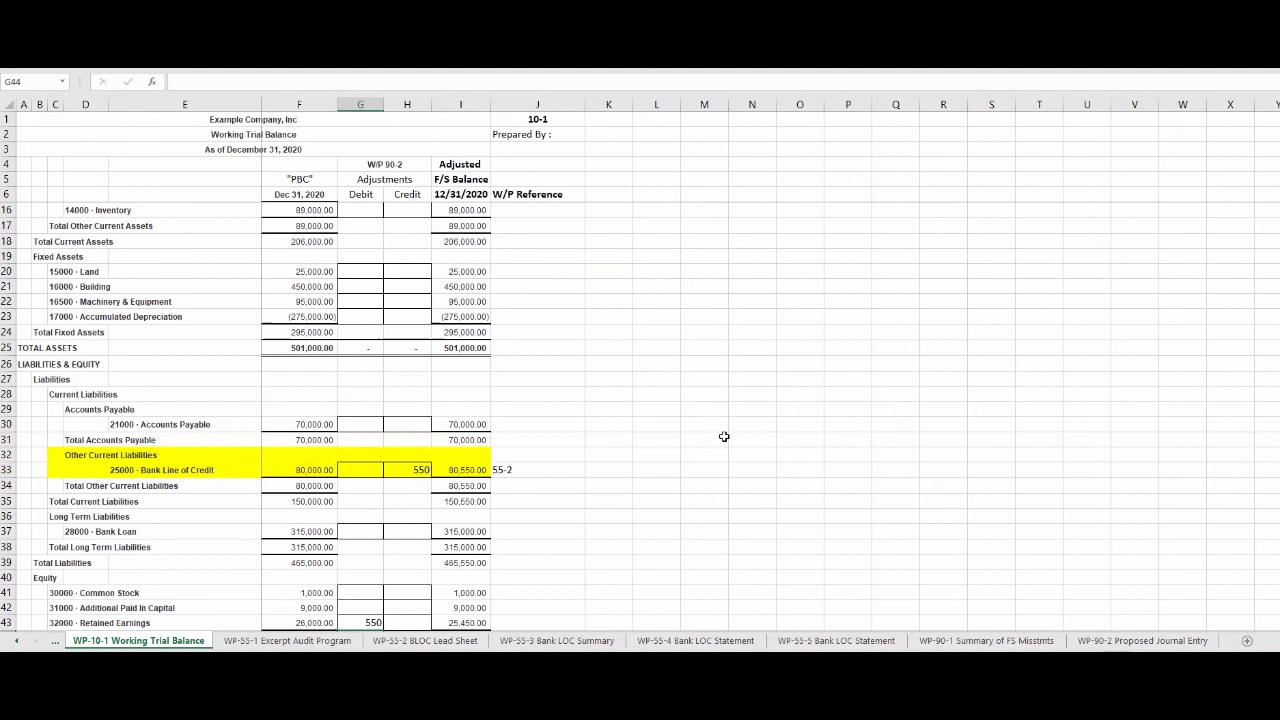 G44
fx
A B C D E F G H I J K L M N O P Q R S T U V W X Y
1 Example Company, Inc 10-1
2 Working Trial Balance Prepared By :
3 As of December 31, 2020
4 W/P 90-2 Adjusted
5 "PBC" Adjustments F/S Balance
6 Dec 31, 2020 Debit Credit 12/31/2020 W/P Reference
16 14000 · Inventory 89,000.00 89,000.00
17 Total Other Current Assets 89,000.00 89,000.00
18 Total Current Assets 206,000.00 206,000.00
19 Fixed Assets
20 15000 · Land 25,000.00 25,000.00
21 16000 · Building 450,000.00 450,000.00
22 16500 · Machinery & Equipment 95,000.00 95,000.00
23 17000 · Accumulated Depreciation (275,000.00) (275,000.00)
24 Total Fixed Assets 295,000.00 295,000.00
25 TOTAL ASSETS 501,000.00 - - 501,000.00
26 LIABILITIES & EQUITY
27 Liabilities
28 Current Liabilities
29 Accounts Payable
30 21000 · Accounts Payable 70,000.00 70,000.00
31 Total Accounts Payable 70,000.00 70,000.00
32 Other Current Liabilities
33 25000 · Bank Line of Credit 80,000.00 550 80,550.00 55-2
34 Total Other Current Liabilities 80,000.00 80,550.00
35 Total Current Liabilities 150,000.00 150,550.00
36 Long Term Liabilities
37 28000 · Bank Loan 315,000.00 315,000.00
38 Total Long Term Liabilities 315,000.00 315,000.00
39 Total Liabilities 465,000.00 465,550.00
40 Equity
41 30000 · Common Stock 1,000.00 1,000.00
42 31000 · Additional Paid In Capital 9,000.00 9,000.00
43 32000 · Retained Earnings 26,000.00 550 25,450.00
... WP-10-1 Working Trial Balance WP-55-1 Excerpt Audit Program WP-55-2 BLOC Lead Sheet WP-55-3 Bank LOC Summary WP-55-4 Bank LOC Statement WP-55-5 Bank LOC Statement WP-90-1 Summary of FS Misstmts WP-90-2 Proposed Journal Entry